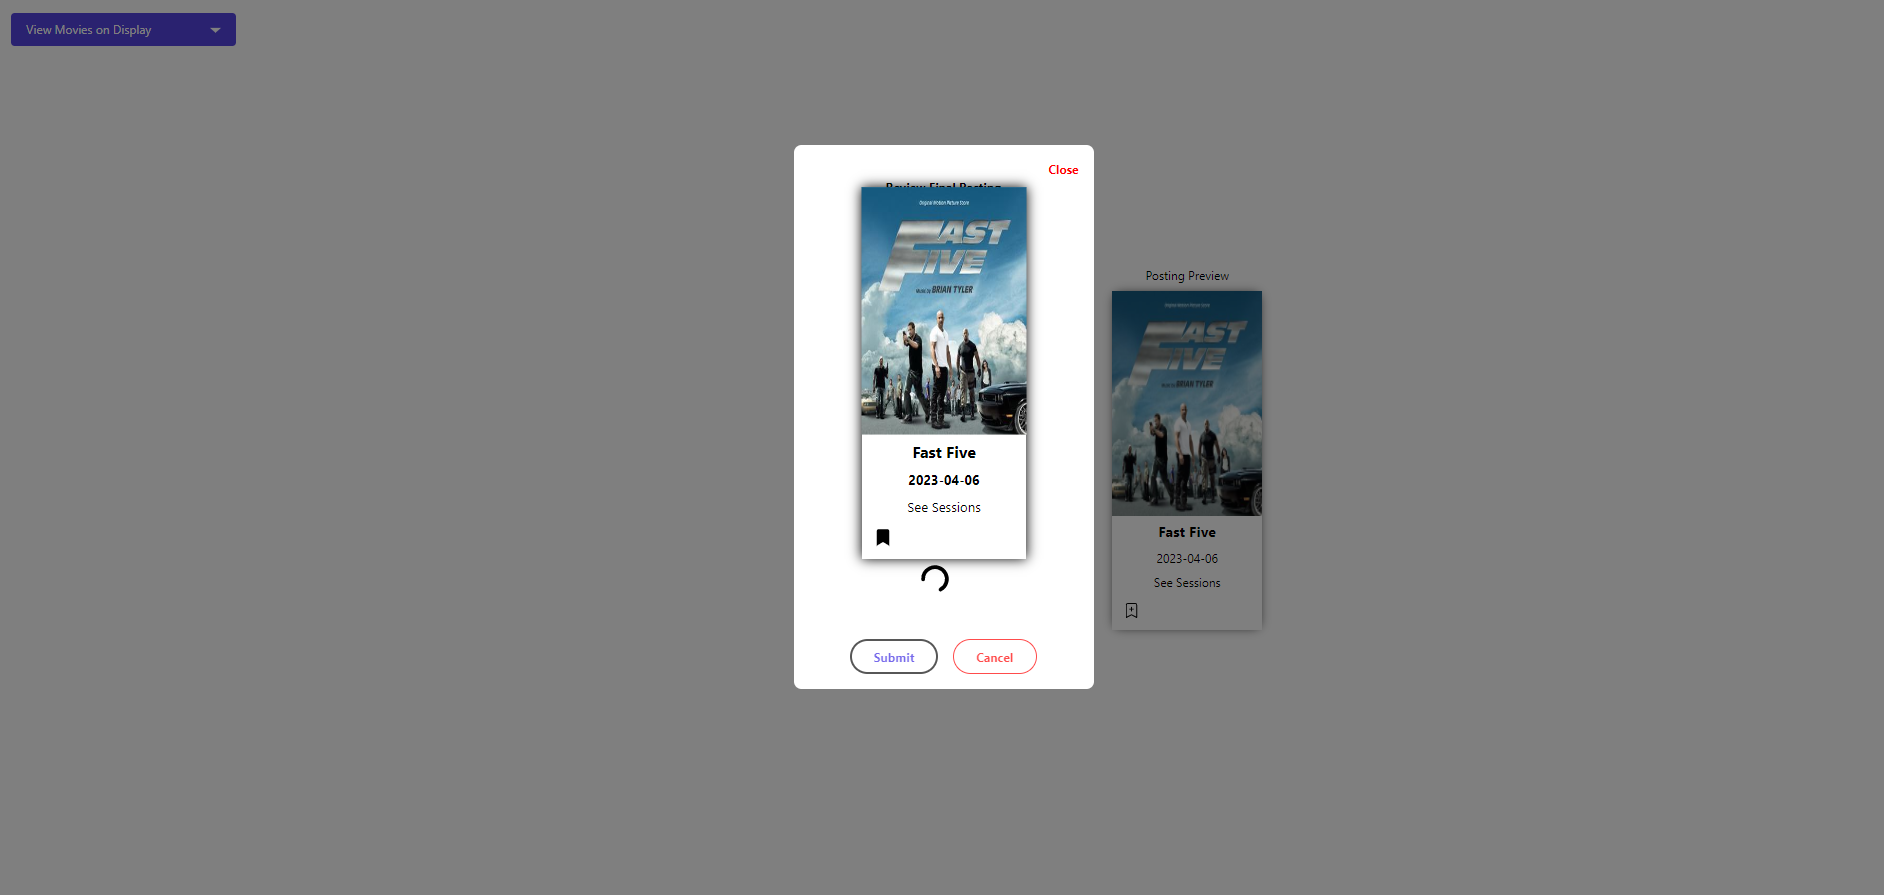 View Movies on Display
Close
Review Final Posting
Original Motion Picture Score
FAST
FIVE
Music by BRIAN TYLER
Fast Five
2023-04-06
See Sessions
Submit
Cancel
Posting Preview
Original Motion Picture Score
FAST
FIVE
Music by BRIAN TYLER
Fast Five
2023-04-06
See Sessions